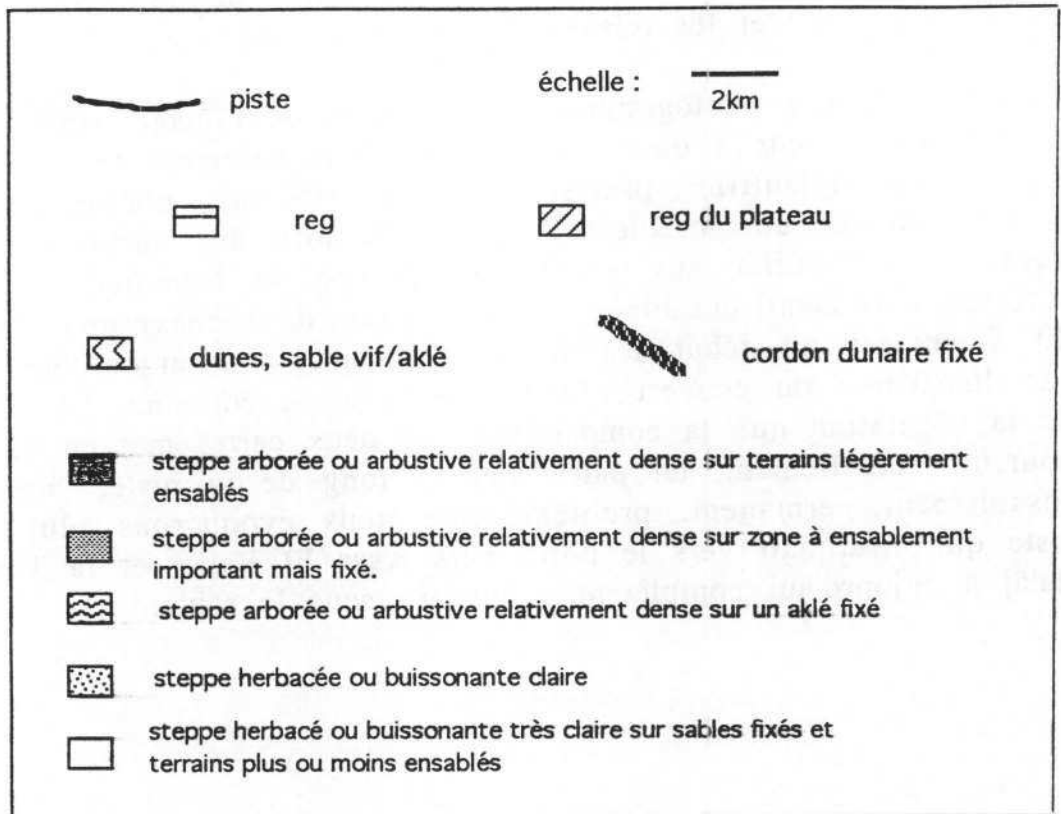 piste
échelle :
2km
reg
reg du plateau
dunes, sable vif/aklé
cordon dunaire fixé
steppe arborée ou arbustive relativement dense sur terrains légèrement
ensablés
steppe arborée ou arbustive relativement dense sur zone à ensablement
important mais fixé.
steppe arborée ou arbustive relativement dense sur un aklé fixé
steppe herbacée ou buissonante claire
steppe herbacé ou buissonante très claire sur sables fixés et
terrains plus ou moins ensablés